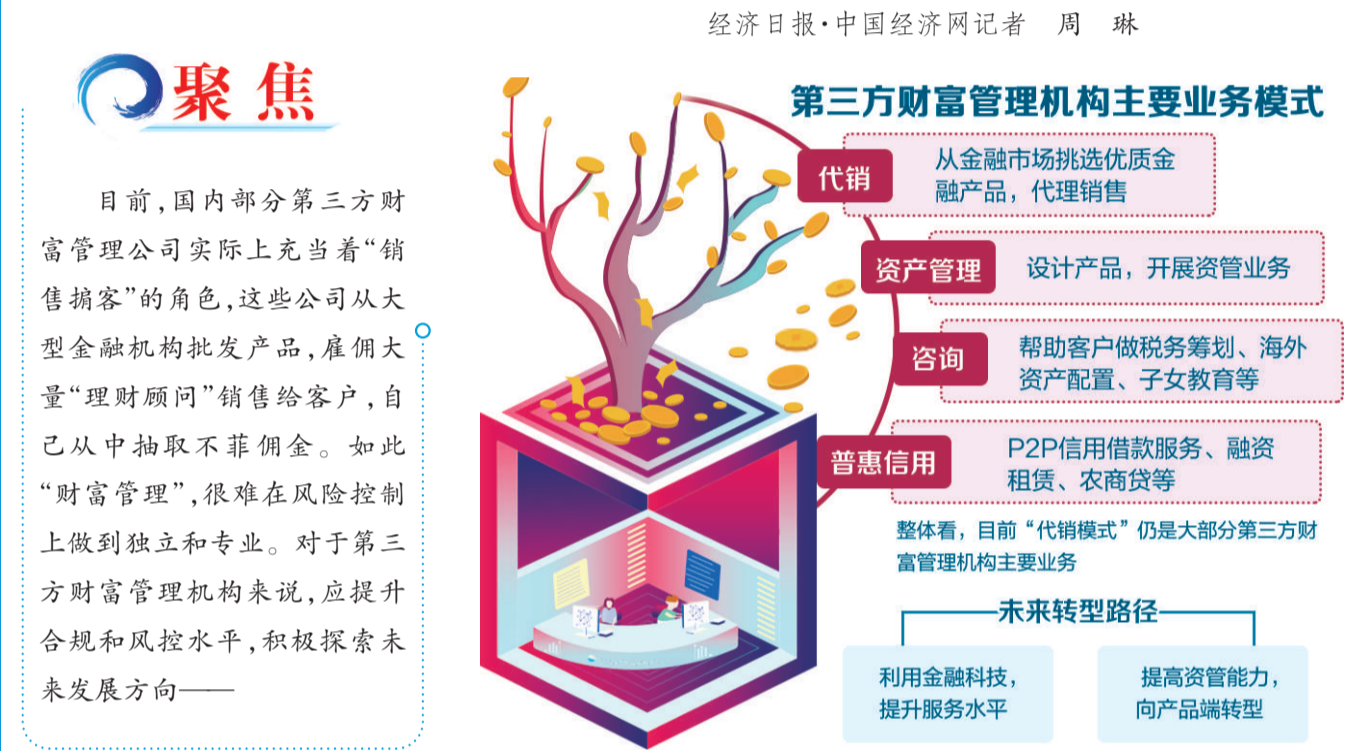 经济日报·中国经济网记者 周 琳
聚焦
目前,国内部分第三方财
富管理公司实际上充当着“销
售掮客”的角色,这些公司从大
型金融机构批发产品,雇佣大
量“理财顾问”销售给客户,自
己从中抽取不菲佣金。如此
“财富管理”,很难在风险控制
上做到独立和专业。对于第三
方财富管理机构来说,应提升
合规和风控水平,积极探索未
来发展方向——
第三方财富管理机构主要业务模式
代销
从金融市场挑选优质金
融产品，代理销售
资产管理
设计产品，开展资管业务
咨询
帮助客户做税务筹划、海外
资产配置、子女教育等
普惠信用
P2P信用借款服务、融资
租赁、农商贷等
整体看，目前“代销模式”仍是大部分第三方财
富管理机构主要业务
未来转型路径
利用金融科技，
提升服务水平
提高资管能力，
向产品端转型